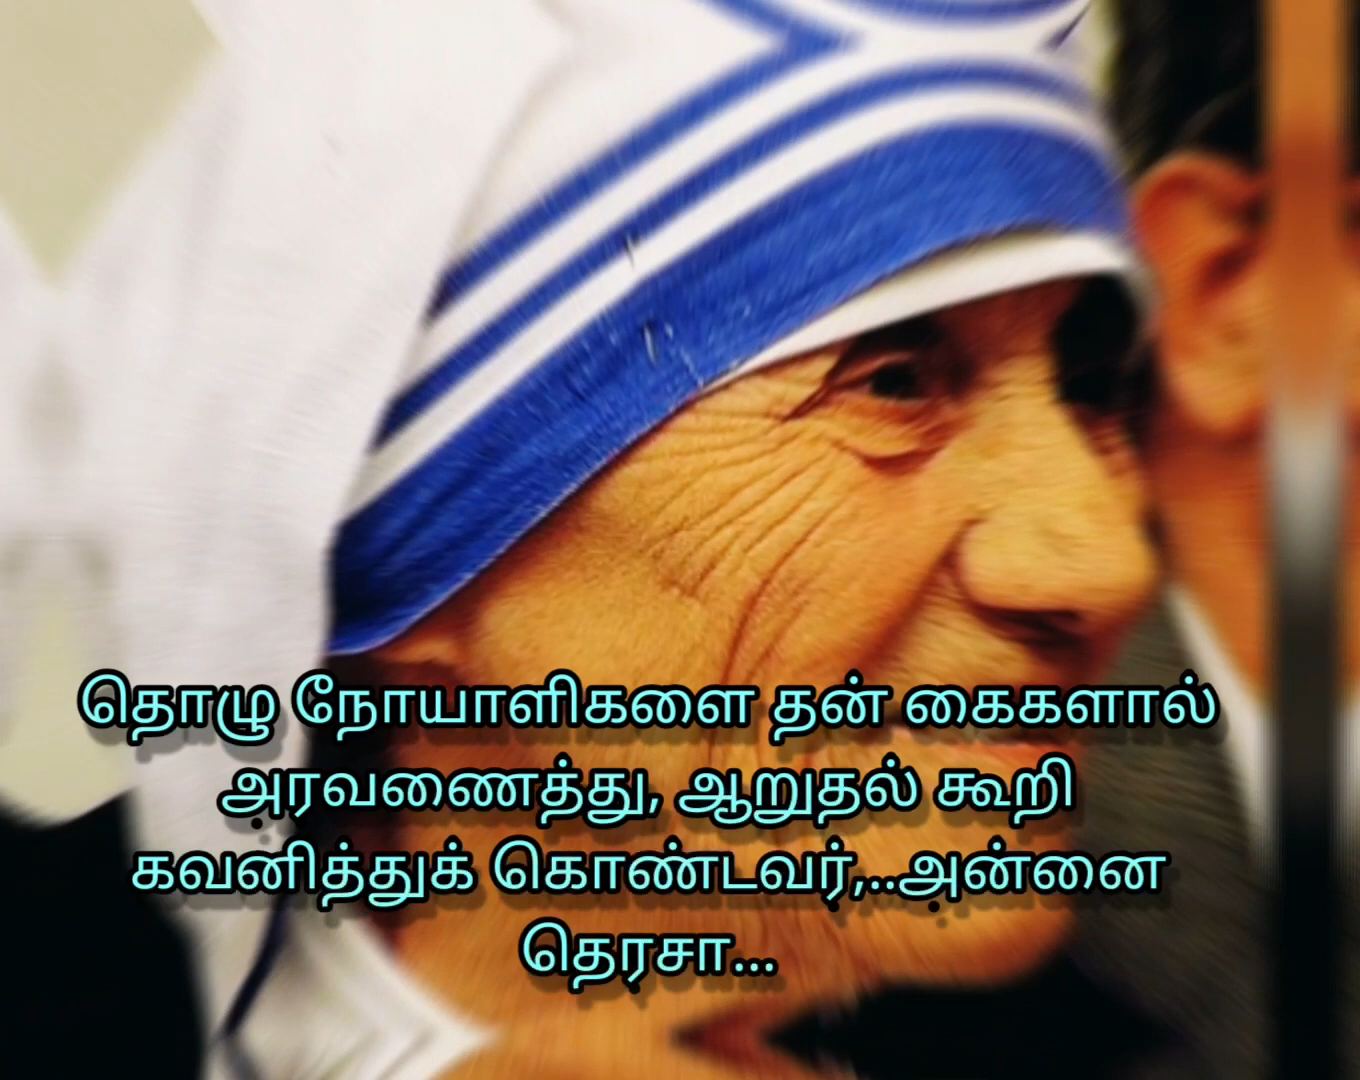 தொழு நோயாளிகளை தன் கைகளால்
அரவணைத்து, ஆறுதல் கூறி
கவனித்துக் கொண்டவர்,..அன்னை
தெரசா...